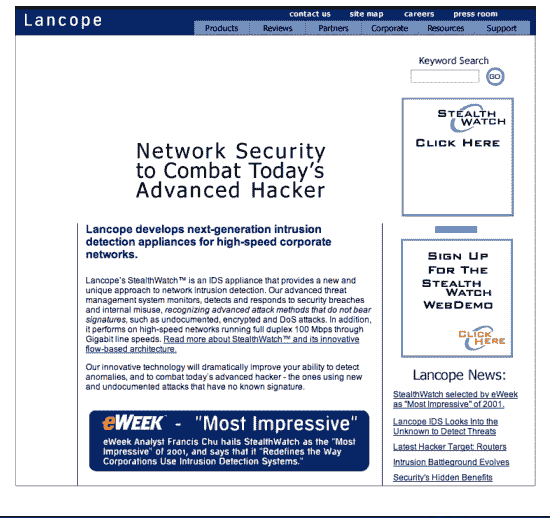 Lancope
contact us site map careers press room
Products Reviews Partners Corporate Resources Support
Keyword Search
GO
STEALTH
WATCH
CLICK HERE
Network Security
to Combat Today's
Advanced Hacker
Lancope develops next-generation intrusion
detection appliances for high-speed corporate
networks.
Lancope's StealthWatch™ is an IDS appliance that provides a new and
unique approach to network intrusion detection. Our advanced threat
management system monitors, detects and responds to security breaches
and internal misuse, recognizing advanced attack methods that do not bear
signatures, such as undocumented, encrypted and DoS attacks. In addition,
it performs on high-speed networks running full duplex 100 Mbps through
Gigabit line speeds. Read more about StealthWatch™ and its innovative
flow-based architecture.
Our innovative technology will dramatically improve your ability to detect
anomalies, and to combat today's advanced hacker - the ones using new
and undocumented attacks that have no known signature.
eWEEK - "Most Impressive"
eWeek Analyst Francis Chu hails StealthWatch as the "Most
Impressive" of 2001, and says that it "Redefines the Way
Corporations Use Intrusion Detection Systems."
SIGN UP
FOR THE
STEALTH
WATCH
WEBDEMO
CLICK
HERE
Lancope News:
StealthWatch selected by eWeek
as "Most Impressive" of 2001.
Lancope IDS Looks Into the
Unknown to Detect Threats
Latest Hacker Target: Routers
Intrusion Battleground Evolves
Security's Hidden Benefits